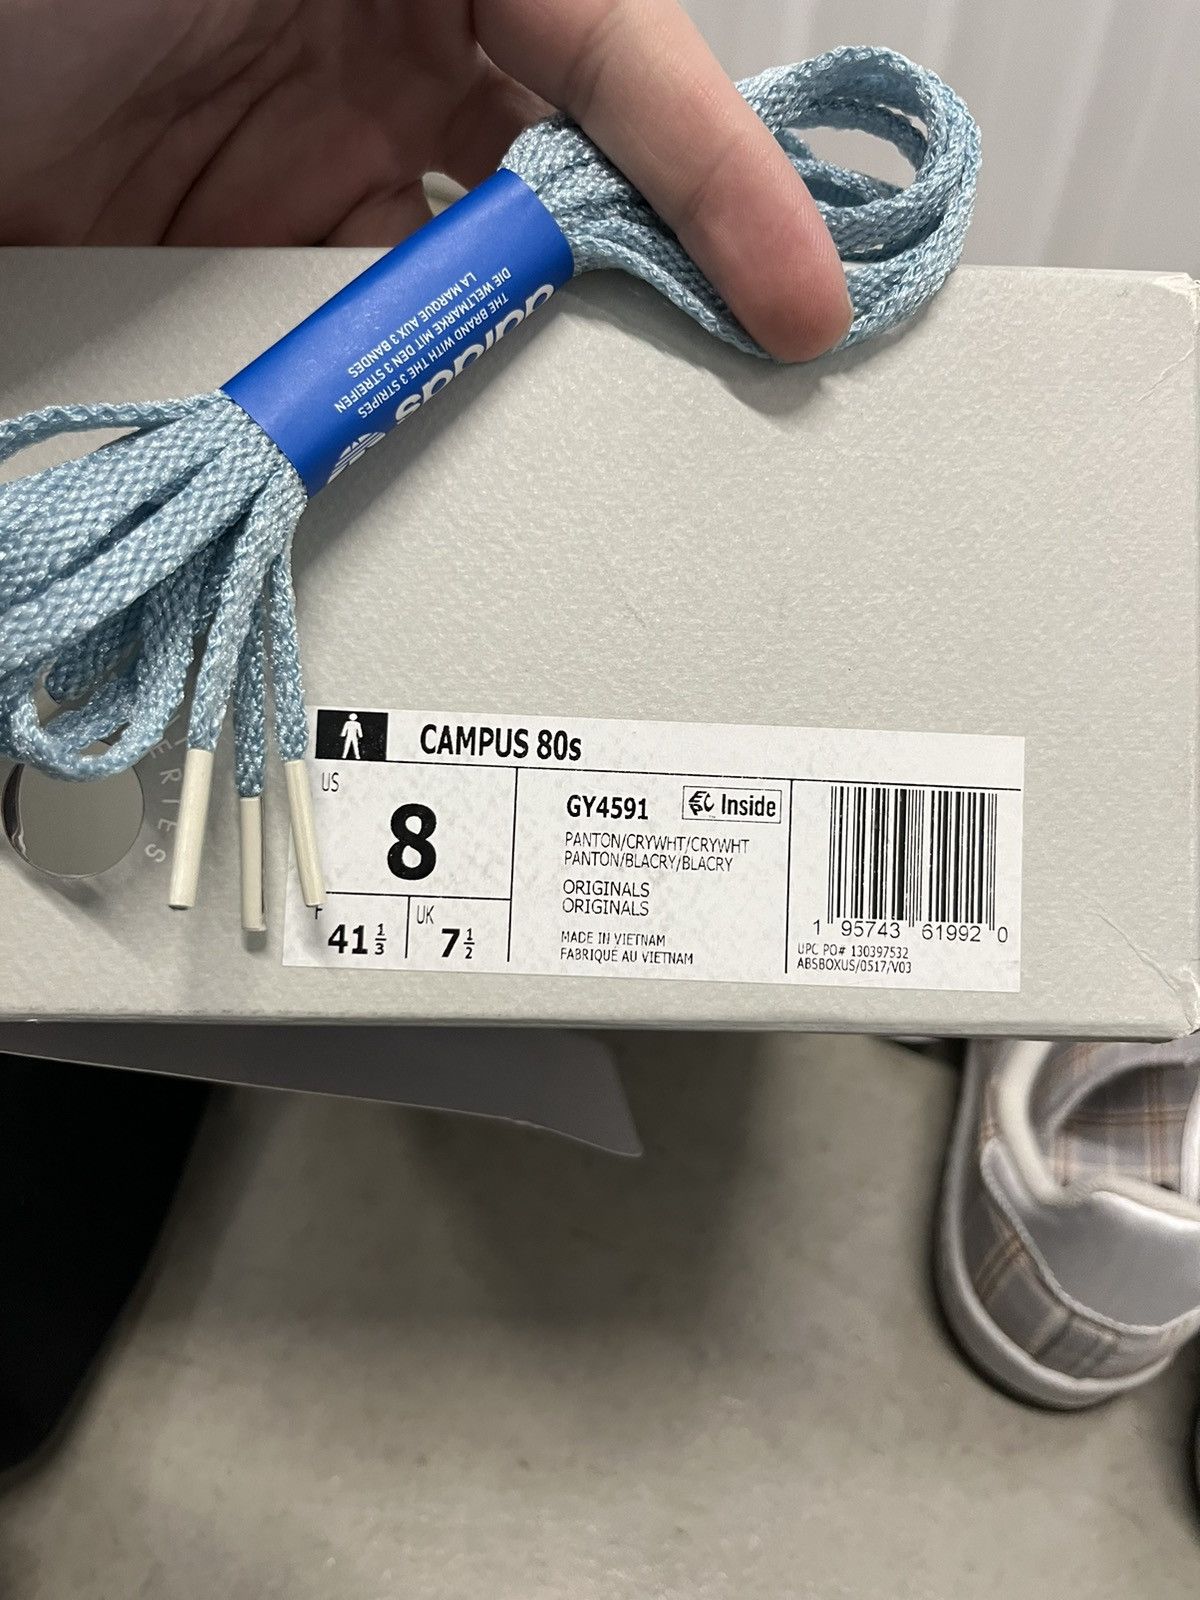 adidas
THE BRAND WITH THE 3 STRIPES
DIE WELTMARKE MIT DEN 3 STREIFEN
LA MARQUE AUX 3 BANDES
ERIES
CAMPUS 80s
US
8
F
41 1/3
UK
7 1/2
GY4591
Inside
PANTON/CRYWHT/CRYWHT
PANTON/BLACRY/BLACRY
ORIGINALS
ORIGINALS
MADE IN VIETNAM
FABRIQUÉ AU VIETNAM
1 95743 61992 0
UPC PO# 130397532
ABSBOXUS/0517/V03